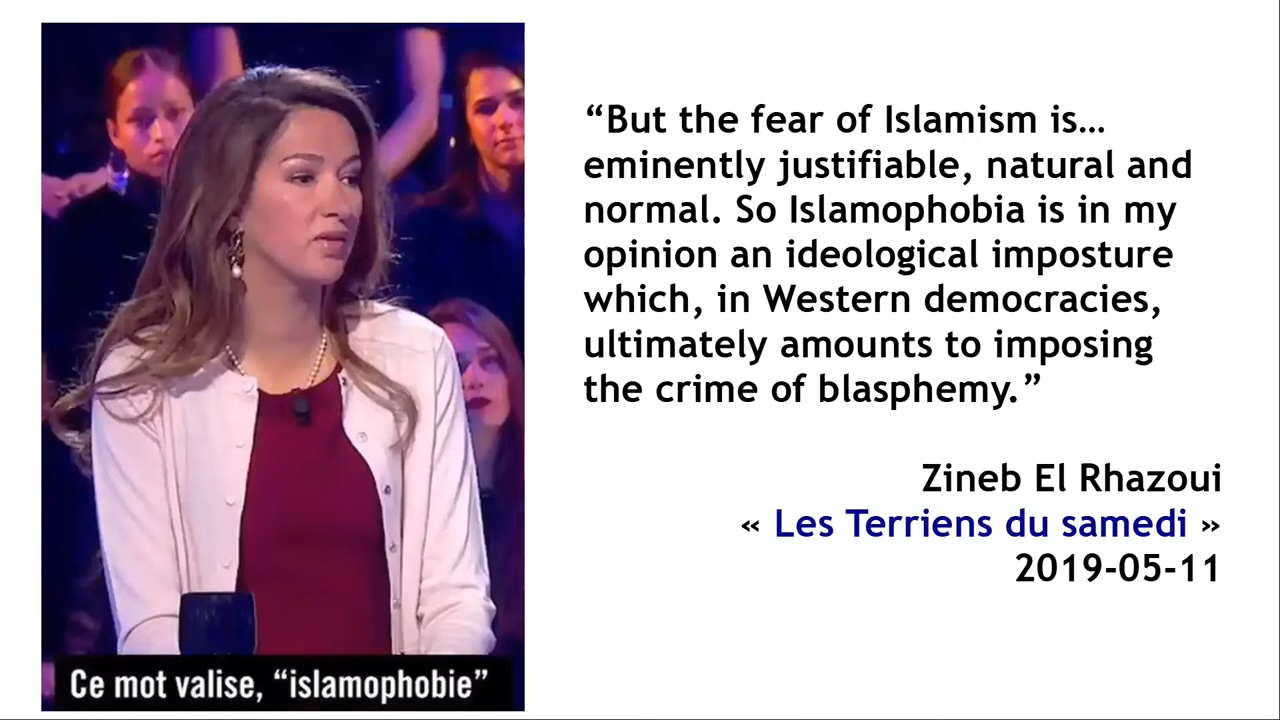 “But the fear of Islamism is…
eminently justifiable, natural and
normal. So Islamophobia is in my
opinion an ideological imposture
which, in Western democracies,
ultimately amounts to imposing
the crime of blasphemy.”
Zineb El Rhazoui
« Les Terriens du samedi »
2019-05-11
Ce mot valise, “islamophobie”